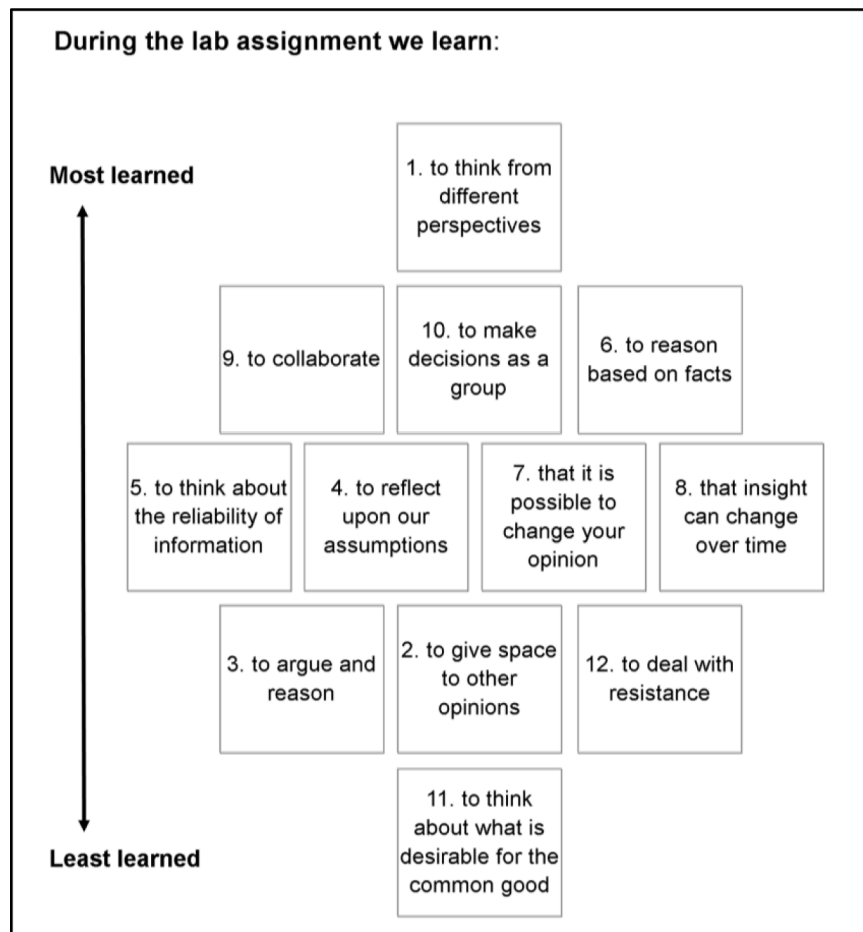 During the lab assignment we learn:
Most learned
1. to think from
different
perspectives
9. to collaborate
10. to make
decisions as a
group
6. to reason
based on facts
5. to think about
the reliability of
information
4. to reflect
upon our
assumptions
7. that it is
possible to
change your
opinion
8. that insight
can change
over time
3. to argue and
reason
2. to give space
to other
opinions
12. to deal with
resistance
11. to think
about what is
desirable for the
common good
Least learned